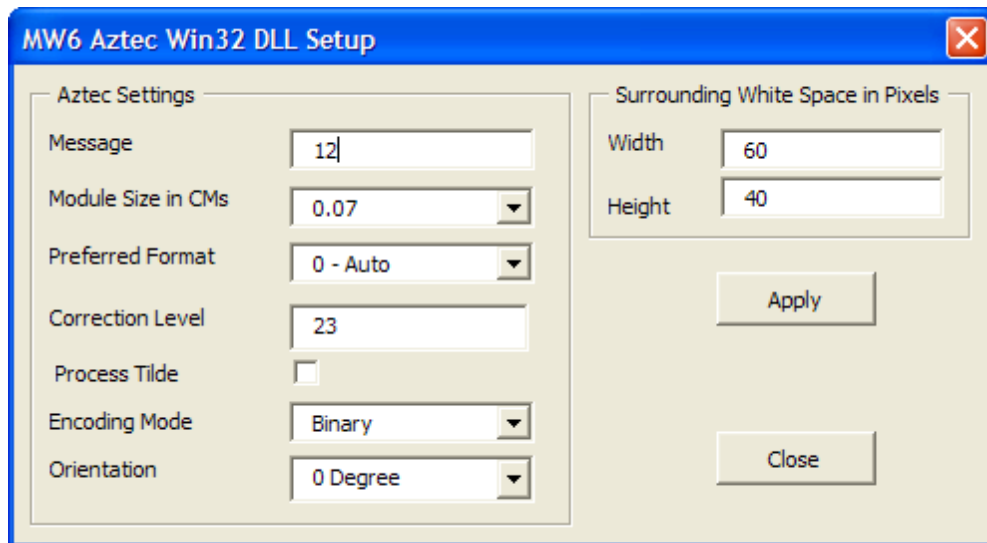 MW6 Aztec Win32 DLL Setup
Aztec Settings
Message 12
Module Size in CMs 0.07
Preferred Format 0 - Auto
Correction Level 23
Process Tilde
Encoding Mode Binary
Orientation 0 Degree
Surrounding White Space in Pixels
Width 60
Height 40
Apply
Close